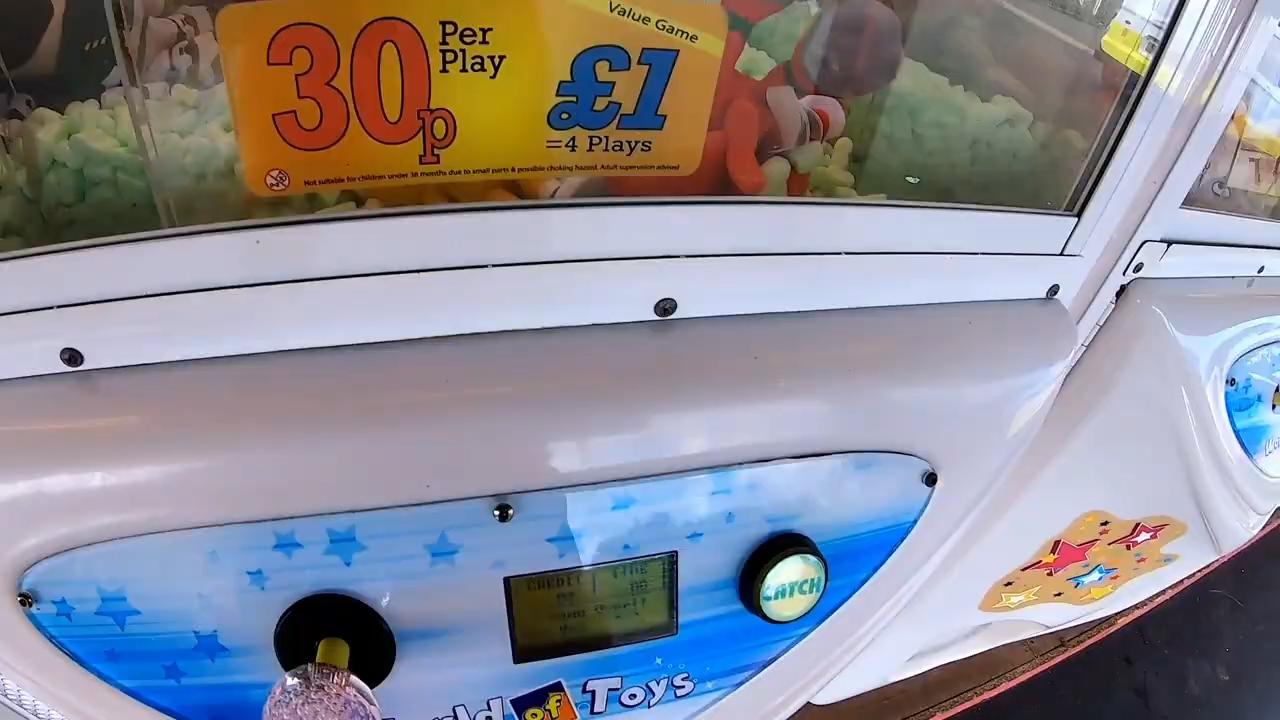 Value Game
30p Per Play
£1
=4 Plays
Not suitable for children under 36 months due to small parts & possible choking hazard. Adult supervision advised
CREDIT TIME
CATCH
of Toys